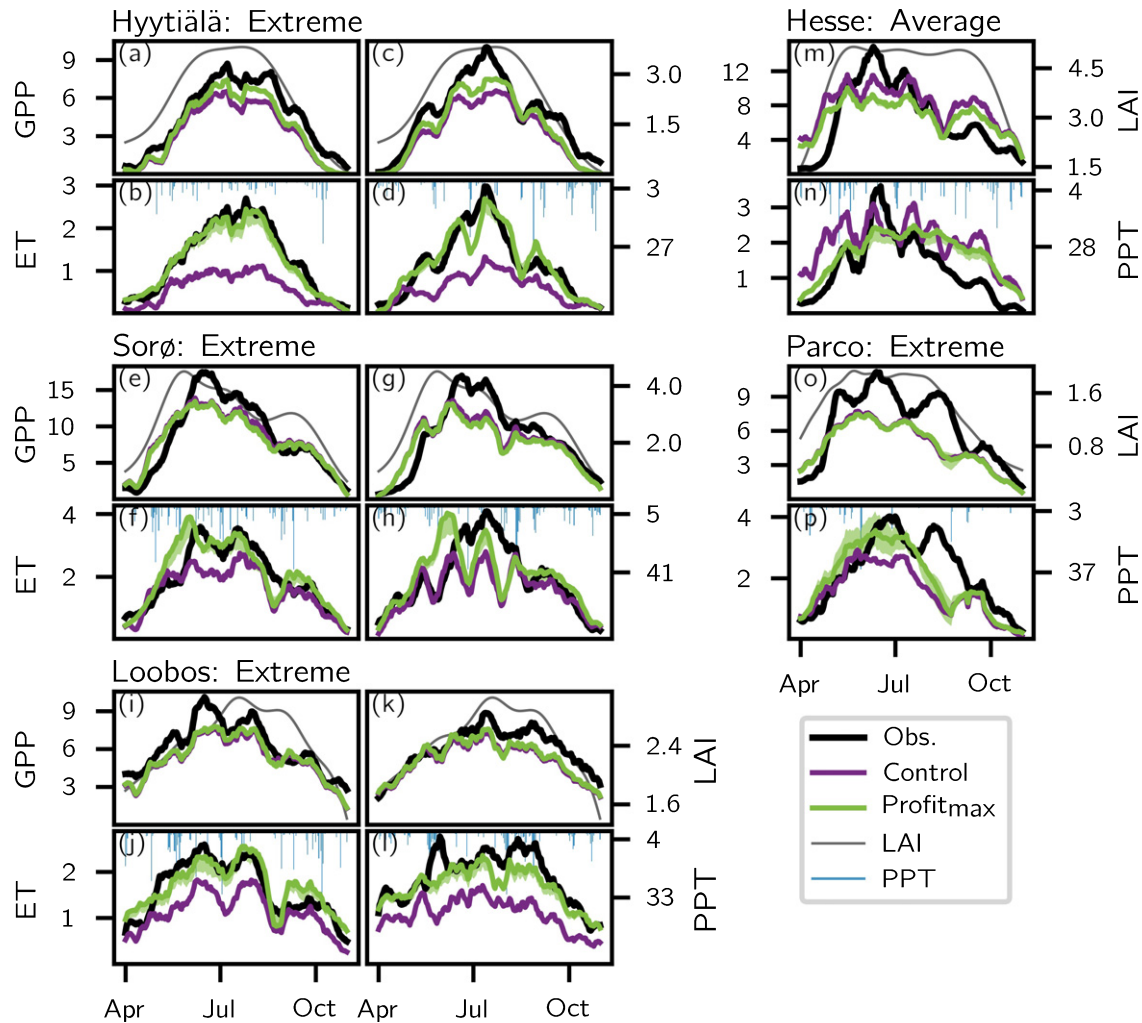 Hyytiälä: Extreme
Hesse: Average
(a)
(c)
(m)
GPP
9
6
3
3.0
1.5
12
8
4
4.5
3.0
1.5
LAI
(b)
(d)
(n)
ET
3
2
1
3
27
3
2
1
4
28
PPT
Sorø: Extreme
Parco: Extreme
(e)
(g)
(o)
GPP
15
10
5
4.0
2.0
9
6
3
1.6
0.8
LAI
(f)
(h)
(p)
ET
4
2
5
41
4
2
3
37
PPT
Apr
Jul
Oct
Loobos: Extreme
(i)
(k)
GPP
9
6
3
2.4
1.6
LAI
(j)
(l)
ET
2
1
4
33
PPT
Apr
Jul
Oct
Apr
Jul
Oct
Obs.
Control
Profitmax
LAI
PPT